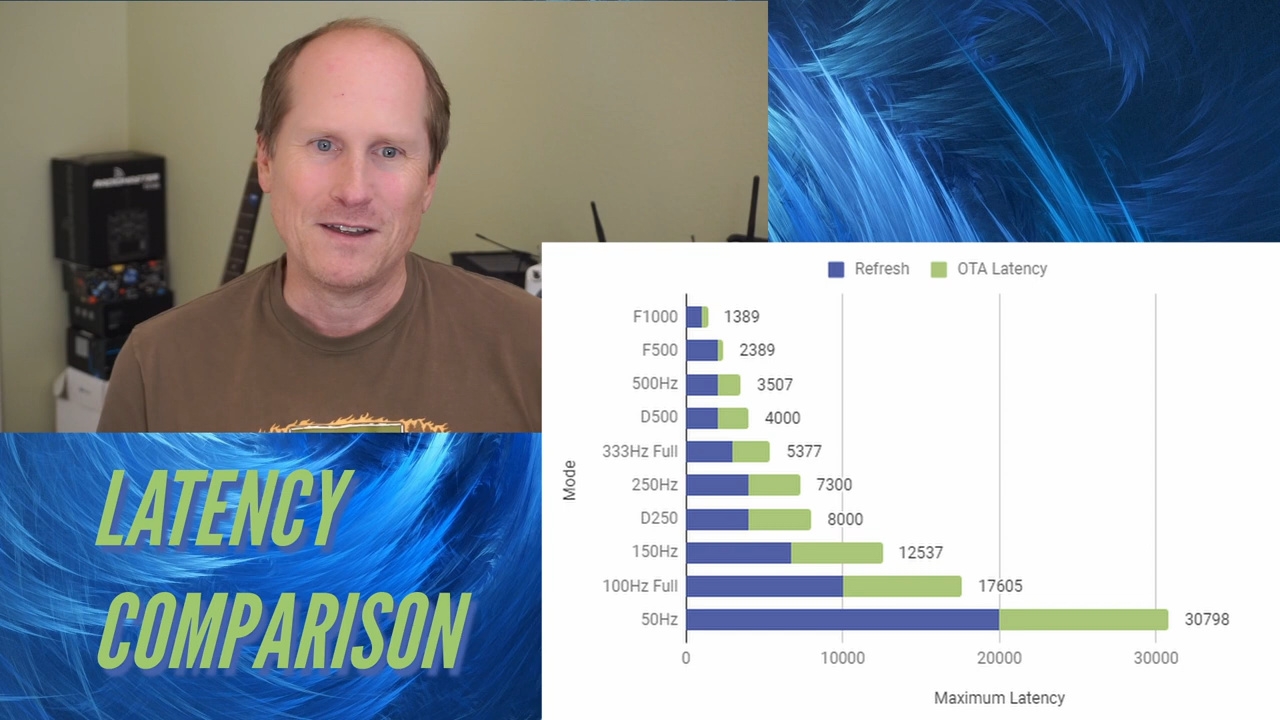 RADIOMASTER
Refresh
OTA Latency
F1000
1389
F500
2389
500Hz
3507
D500
4000
333Hz Full
5377
250Hz
7300
D250
8000
150Hz
12537
100Hz Full
17605
50Hz
30798
Mode
0
10000
20000
30000
Maximum Latency
LATENCY
COMPARISON